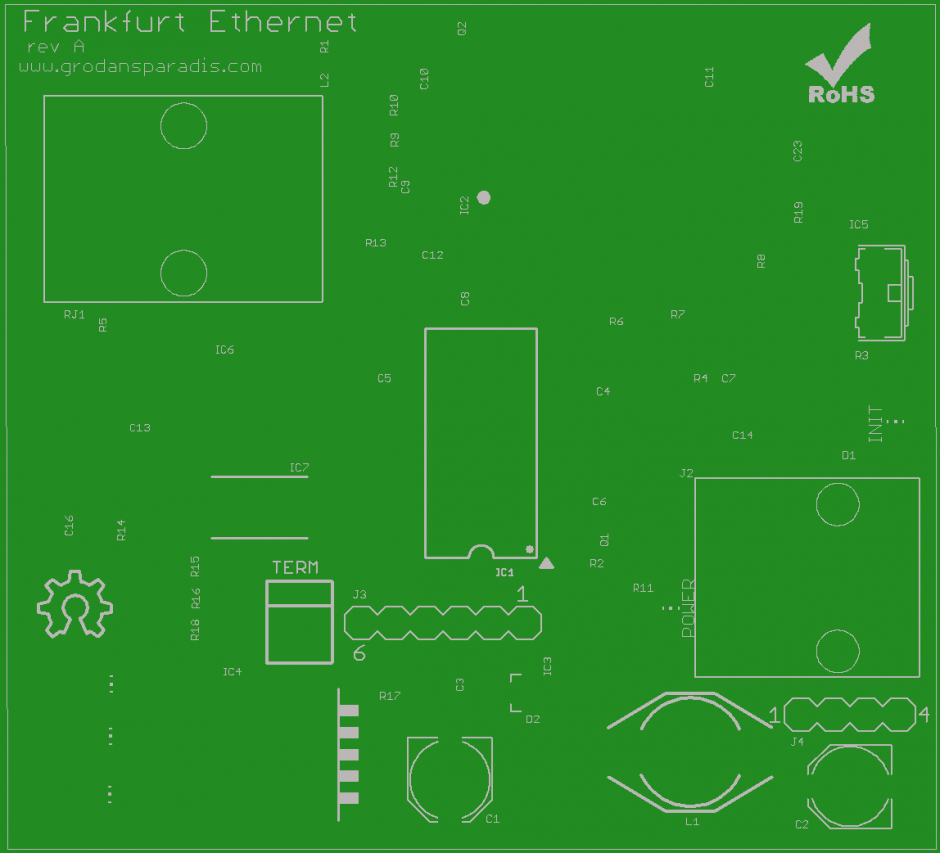 Frankfurt Ethernet
rev A
www.grodansparadis.com
R1
L2
Q2
C10
C11
RoHS
R10
R9
R12
C9
IC2
C23
R19
IC5
R13
C12
R8
C8
RJ1
R5
R6
R7
IC6
R3
C5
C4
R4
C7
INIT
C13
C14
D1
IC7
J2
C6
C16
R14
Q1
R2
IC1
R15
TERM
R16
J3
1
R11
POWER
R18
6
IC4
IC3
R17
C3
D2
1
4
J4
C1
L1
C2